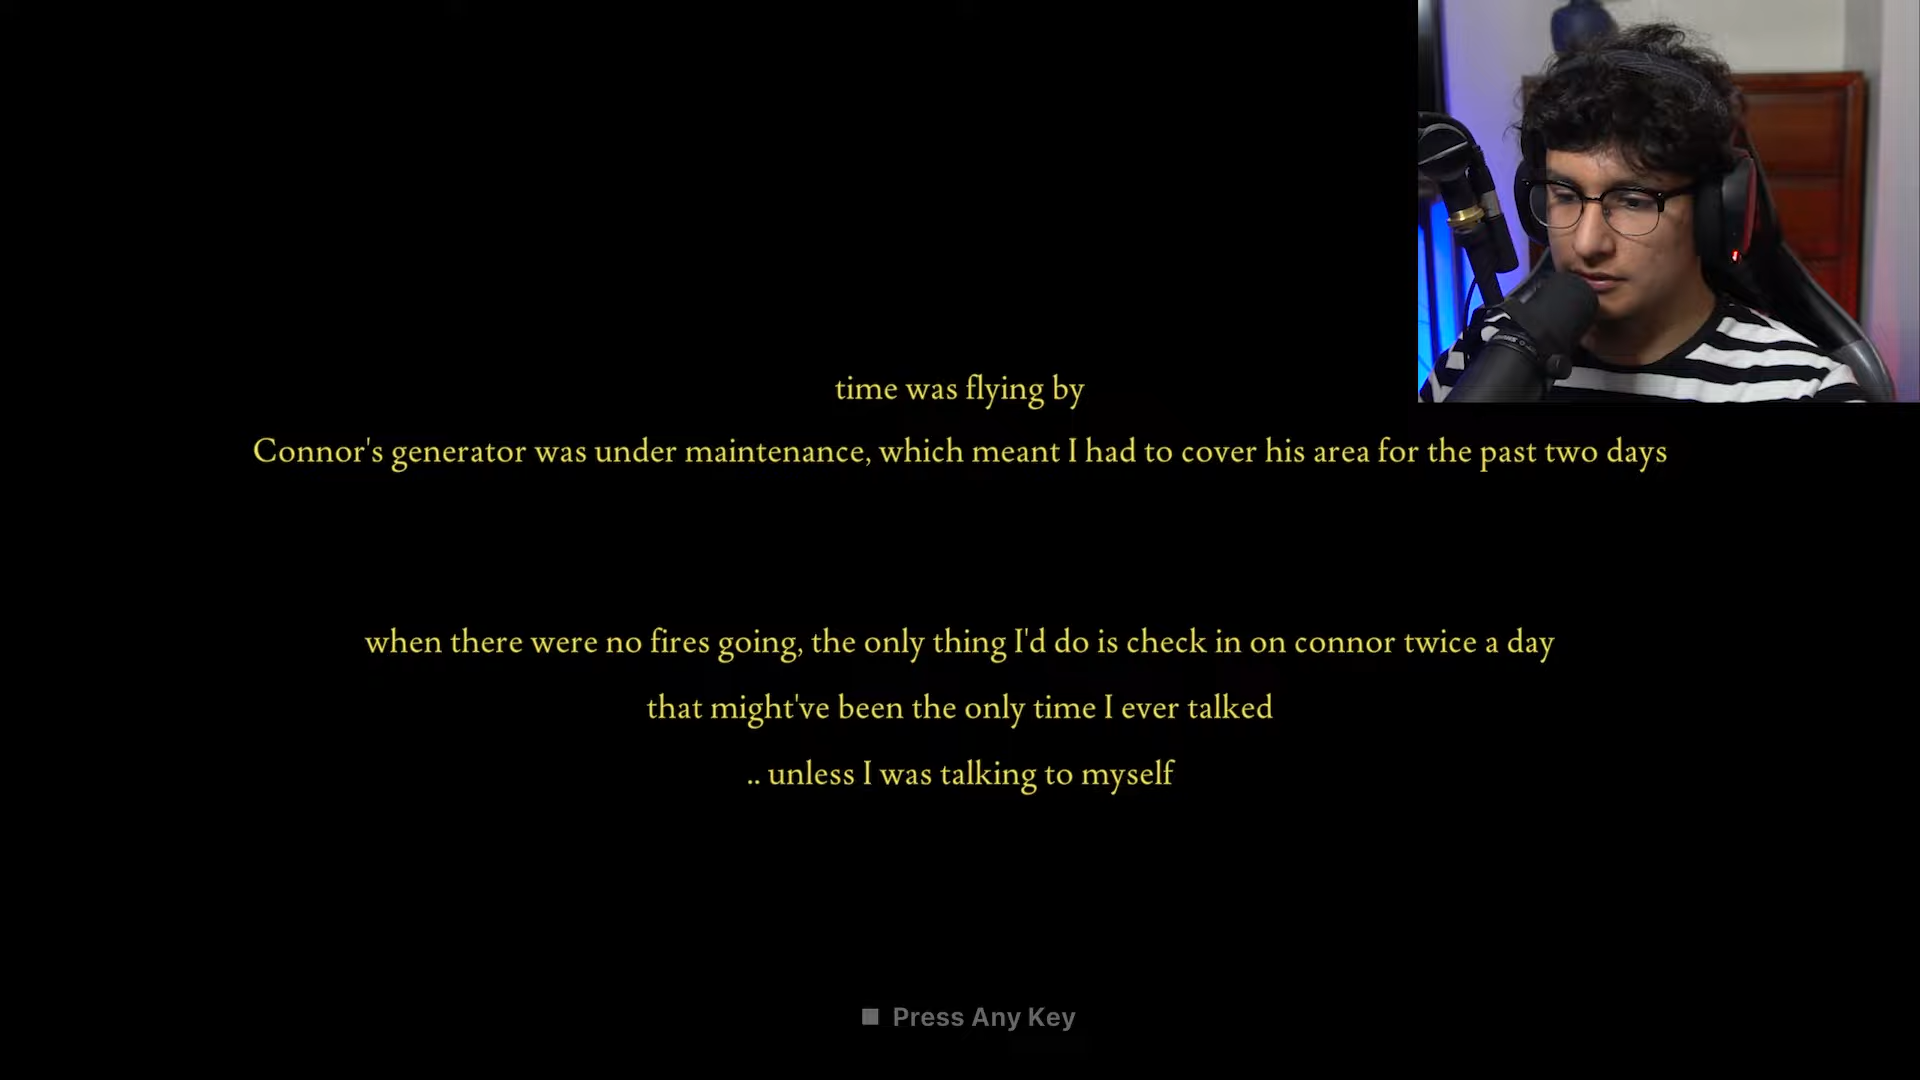 time was flying by
Connor's generator was under maintenance, which meant I had to cover his area for the past two days
when there were no fires going, the only thing I'd do is check in on connor twice a day
that might've been the only time I ever talked
.. unless I was talking to myself
Press Any Key